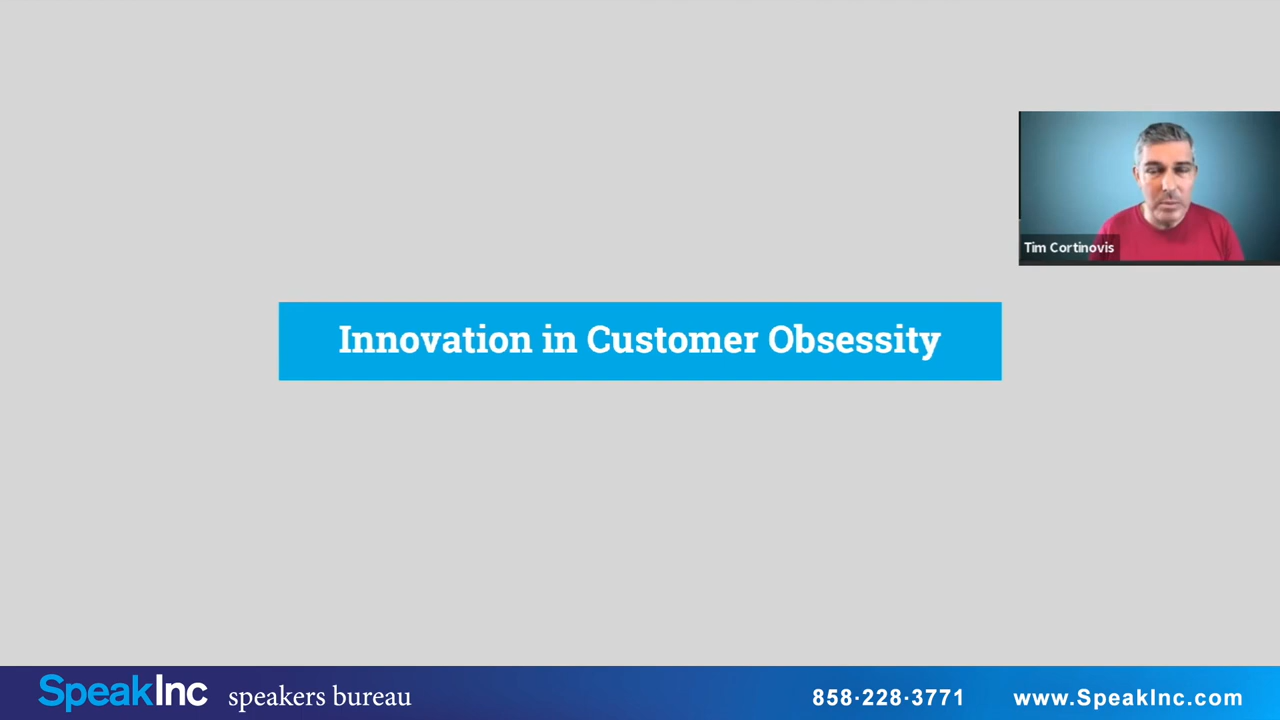 Tim Cortinovis
Innovation in Customer Obsessity
SpeakInc speakers bureau
858·228·3771
www.SpeakInc.com